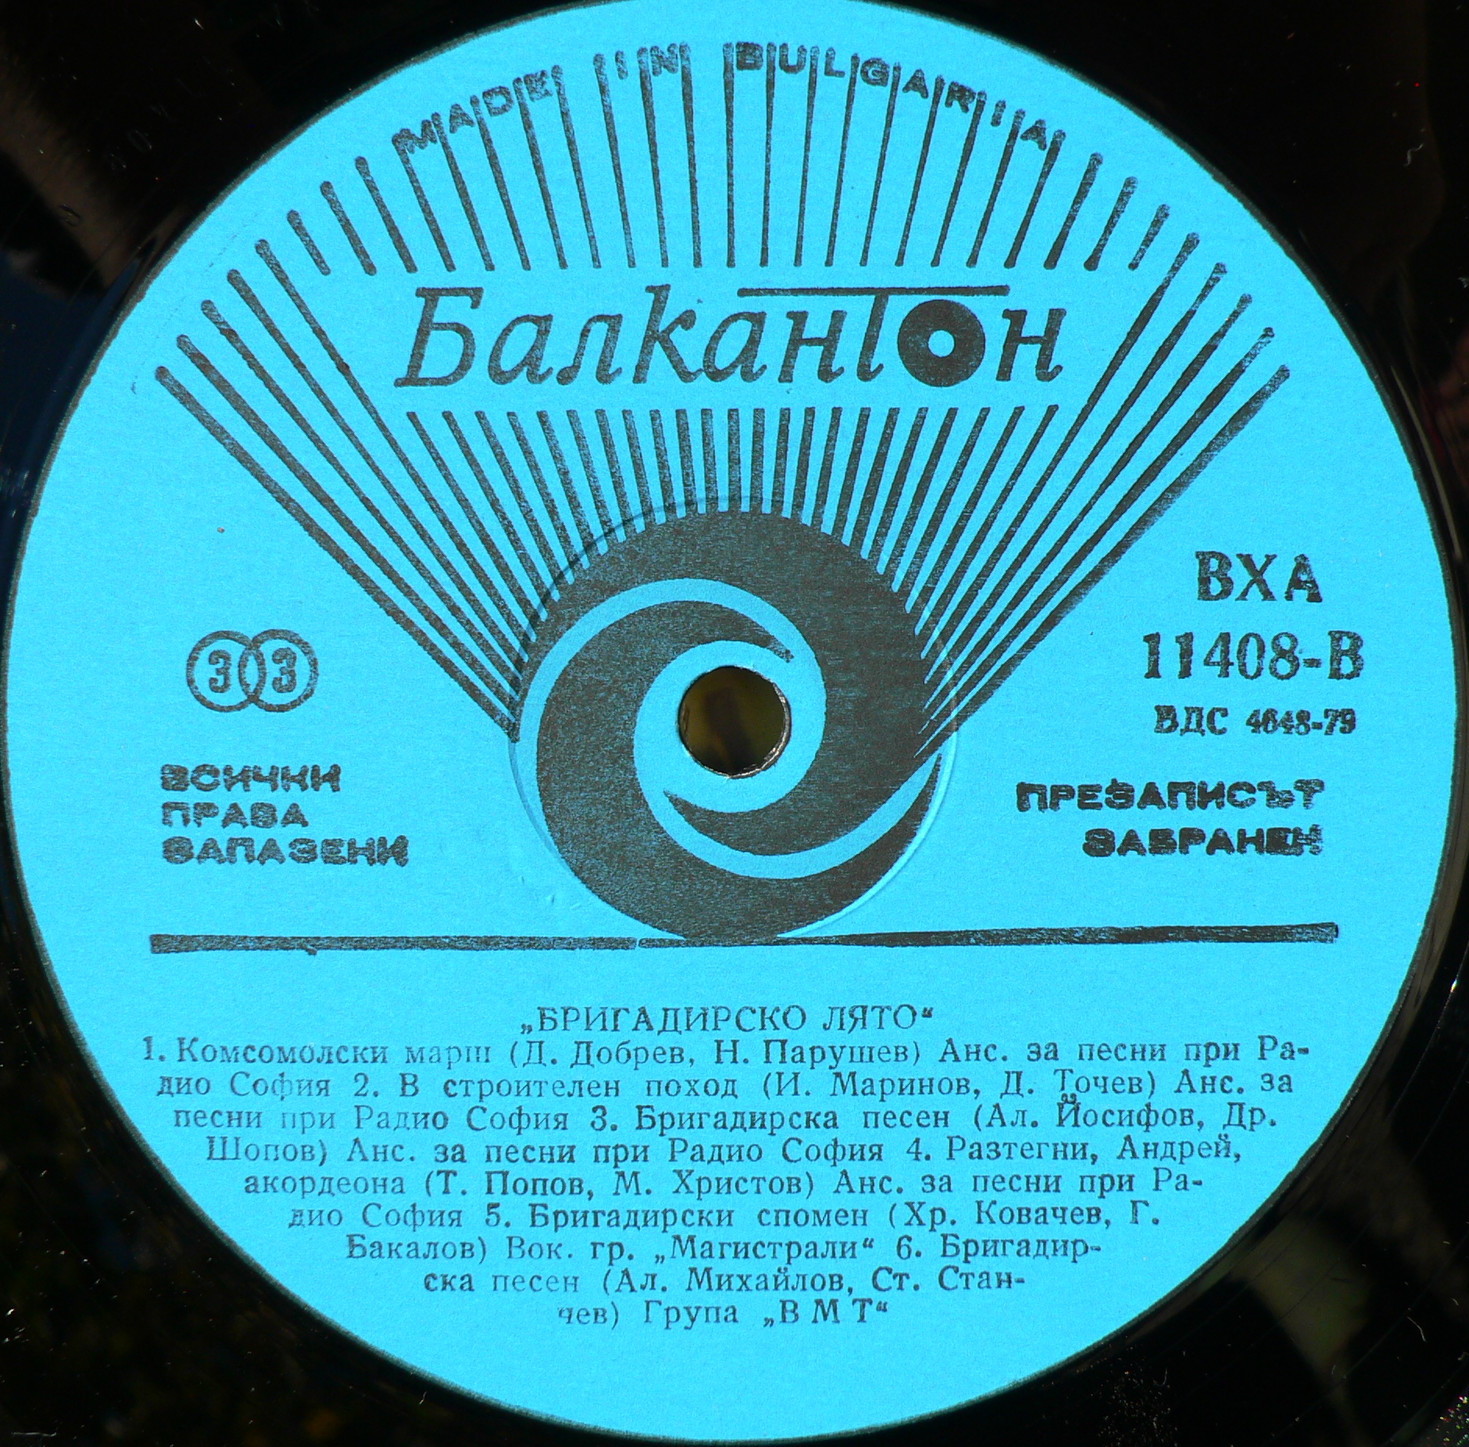 MADE IN BULGARIA
Балкантон
ВХА
11408-В
ВДС 4648-79
33
ВСИЧКИ
ПРАВА
ЗАПАЗЕНИ
ПРЕЗАПИСЪТ
ЗАБРАНЕН
„БРИГАДИРСКО ЛЯТО“
1. Комсомолски марш (Д. Добрев, Н. Парушев) Анс. за песни при Ра-
дио София 2. В строителен поход (И. Маринов, Д. Точев) Анс. за
песни при Радио София 3. Бригадирска песен (Ал. Йосифов, Др.
Шопов) Анс. за песни при Радио София 4. Разтегни, Андрей,
акордеона (Т. Попов, М. Христов) Анс. за песни при Ра-
дио София 5. Бригадирски спомен (Хр. Ковачев, Г.
Бакалов) Вок. гр. „Магистрали“ 6. Бригадир-
ска песен (Ал. Михайлов, Ст. Стан-
чев) Група „В М Т“